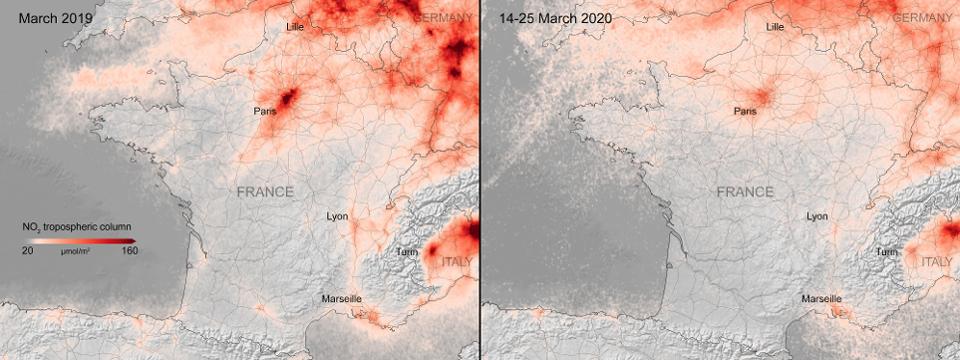 March 2019
Lille
GERMANY
Paris
FRANCE
NO₂ tropospheric column
20 µmol/m² 160
Lyon
Turin
ITALY
Marseille
14-25 March 2020
Lille
GERMANY
Paris
FRANCE
Lyon
Turin
ITALY
Marseille